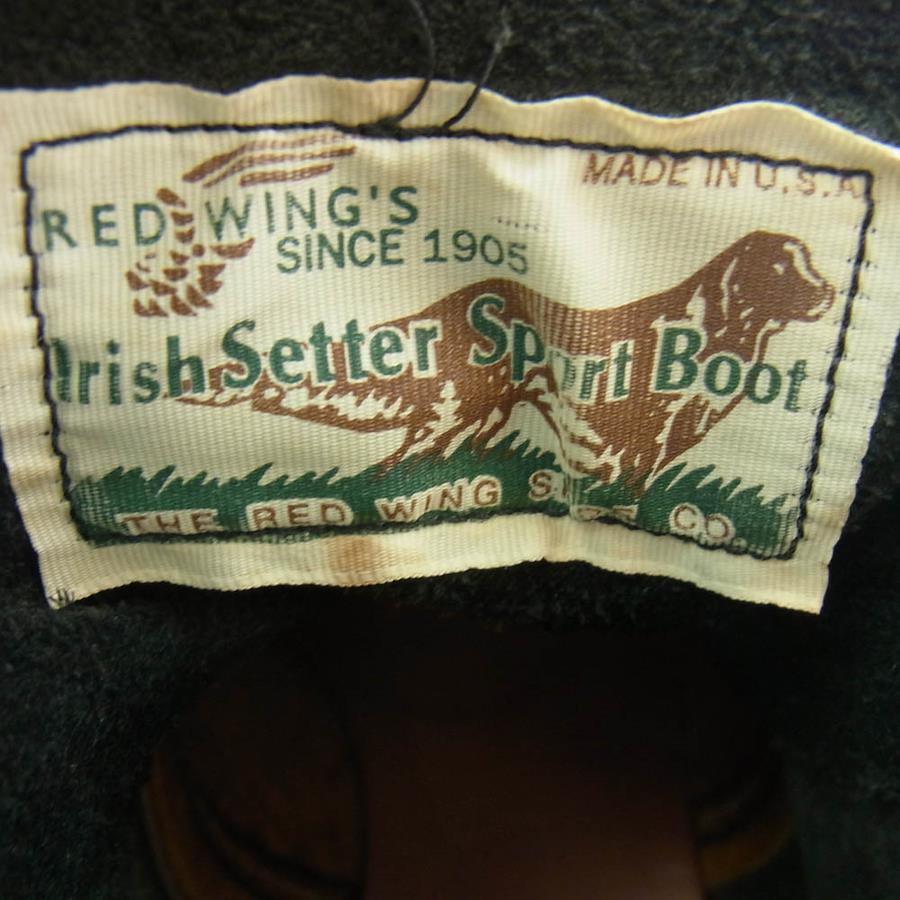 MADE IN U.S.A.
RED WING'S
SINCE 1905
Irish Setter Sport Boot
THE RED WING CO.